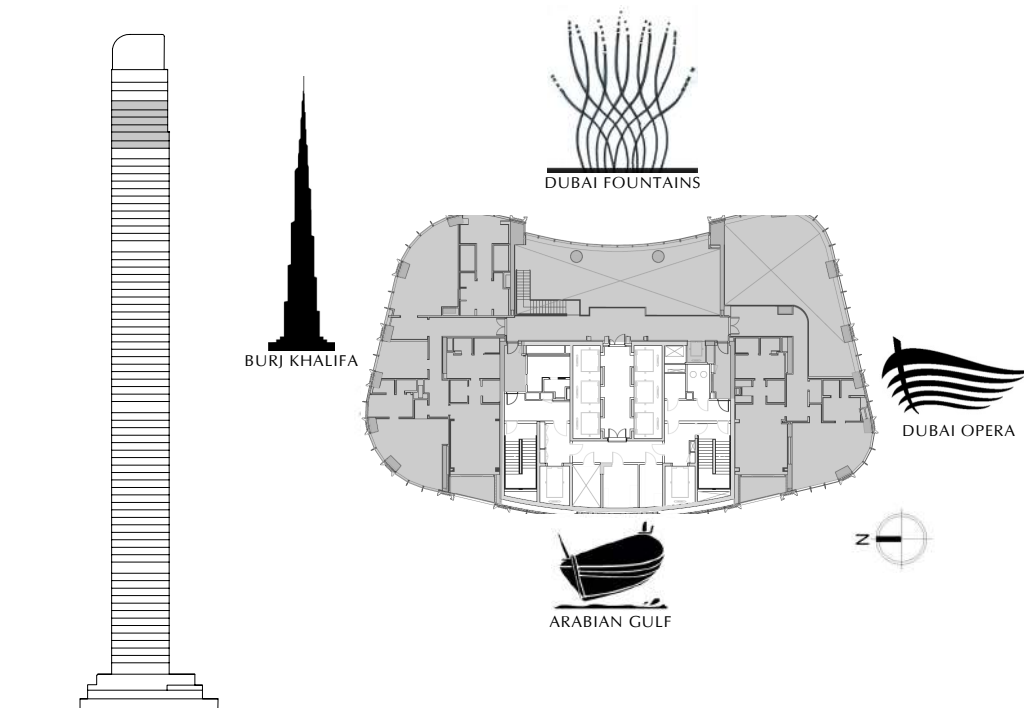 DUBAI FOUNTAINS
BURJ KHALIFA
DUBAI OPERA
N
ARABIAN GULF